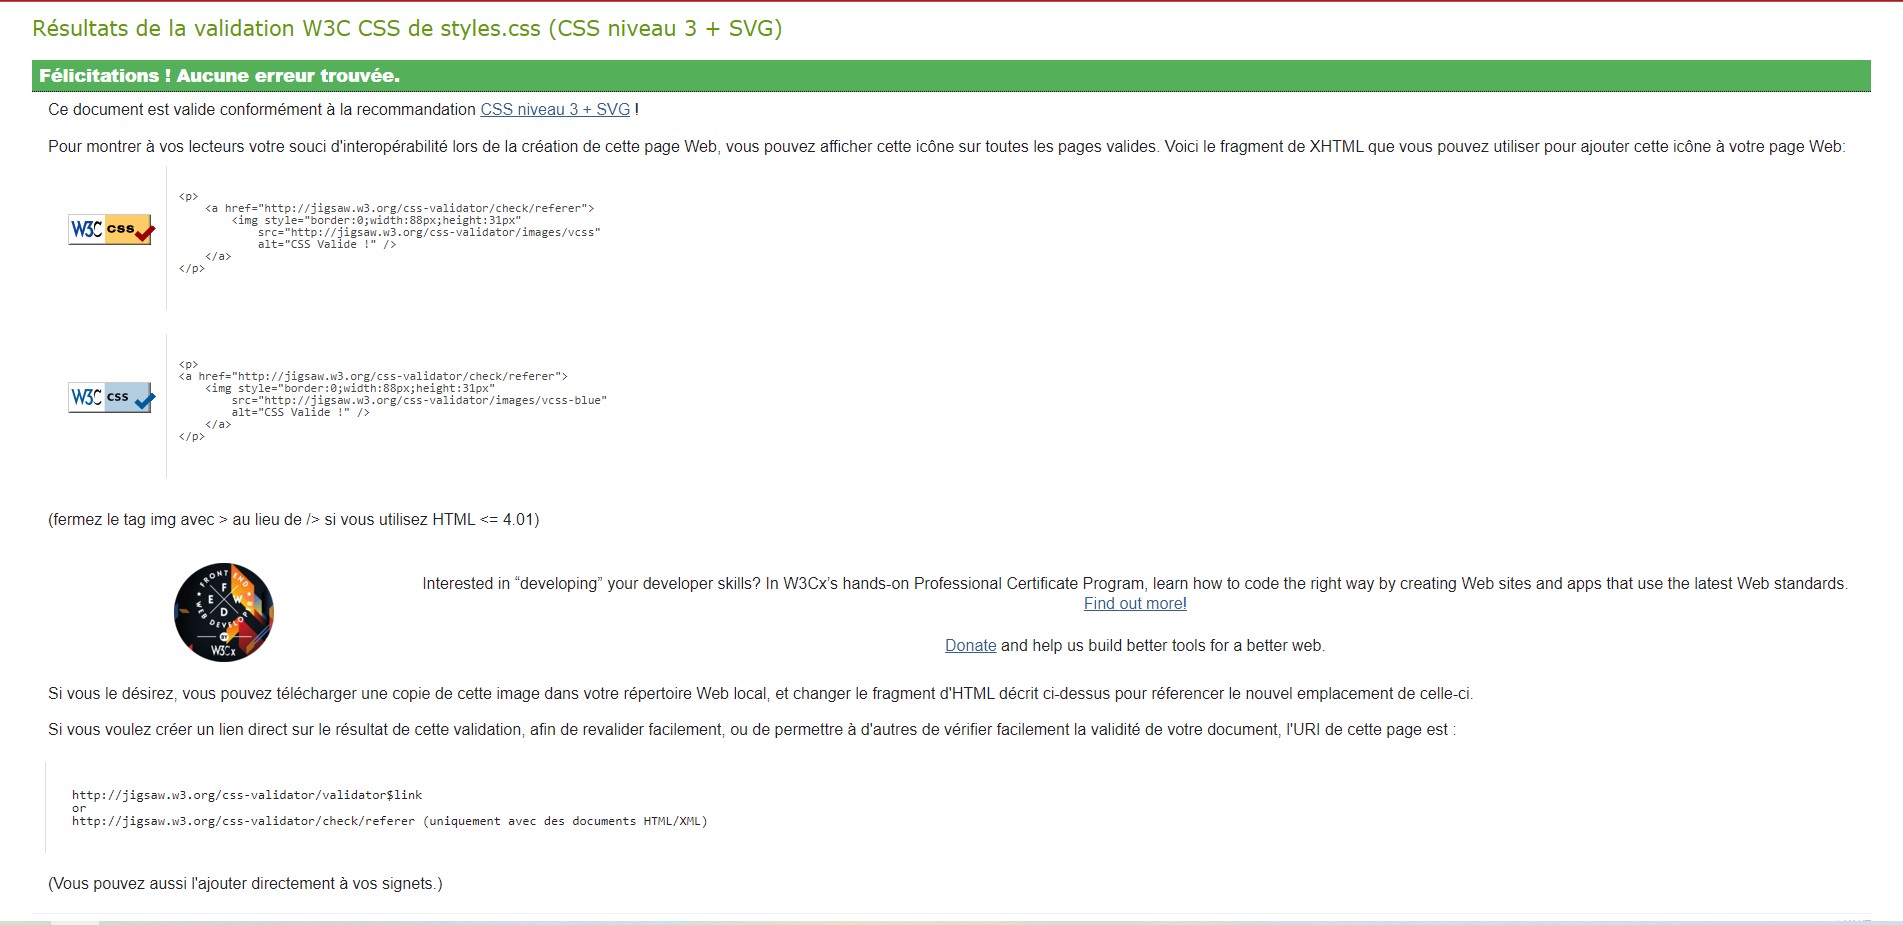 Résultats de la validation W3C CSS de styles.css (CSS niveau 3 + SVG)
Félicitations ! Aucune erreur trouvée.
Ce document est valide conformément à la recommandation CSS niveau 3 + SVG !
Pour montrer à vos lecteurs votre souci d'interopérabilité lors de la création de cette page Web, vous pouvez afficher cette icône sur toutes les pages valides. Voici le fragment de XHTML que vous pouvez utiliser pour ajouter cette icône à votre page Web:
W3C css
<p>
<a href="http://jigsaw.w3.org/css-validator/check/referer">
<img style="border:0;width:88px;height:31px"
src="http://jigsaw.w3.org/css-validator/images/vcss"
alt="CSS Valide !" />
</a>
</p>
W3C css
<p>
<a href="http://jigsaw.w3.org/css-validator/check/referer">
<img style="border:0;width:88px;height:31px"
src="http://jigsaw.w3.org/css-validator/images/vcss-blue"
alt="CSS Valide !" />
</a>
</p>
(fermez le tag img avec > au lieu de /> si vous utilisez HTML <= 4.01)
FRONT END
F
E W
D
WEB DEVELOPER
BY
W3Cx
Interested in “developing” your developer skills? In W3Cx’s hands-on Professional Certificate Program, learn how to code the right way by creating Web sites and apps that use the latest Web standards.
Find out more!
Donate and help us build better tools for a better web.
Si vous le désirez, vous pouvez télécharger une copie de cette image dans votre répertoire Web local, et changer le fragment d'HTML décrit ci-dessus pour réferencer le nouvel emplacement de celle-ci.
Si vous voulez créer un lien direct sur le résultat de cette validation, afin de revalider facilement, ou de permettre à d'autres de vérifier facilement la validité de votre document, l'URI de cette page est :
http://jigsaw.w3.org/css-validator/validator$link
or
http://jigsaw.w3.org/css-validator/check/referer (uniquement avec des documents HTML/XML)
(Vous pouvez aussi l'ajouter directement à vos signets.)